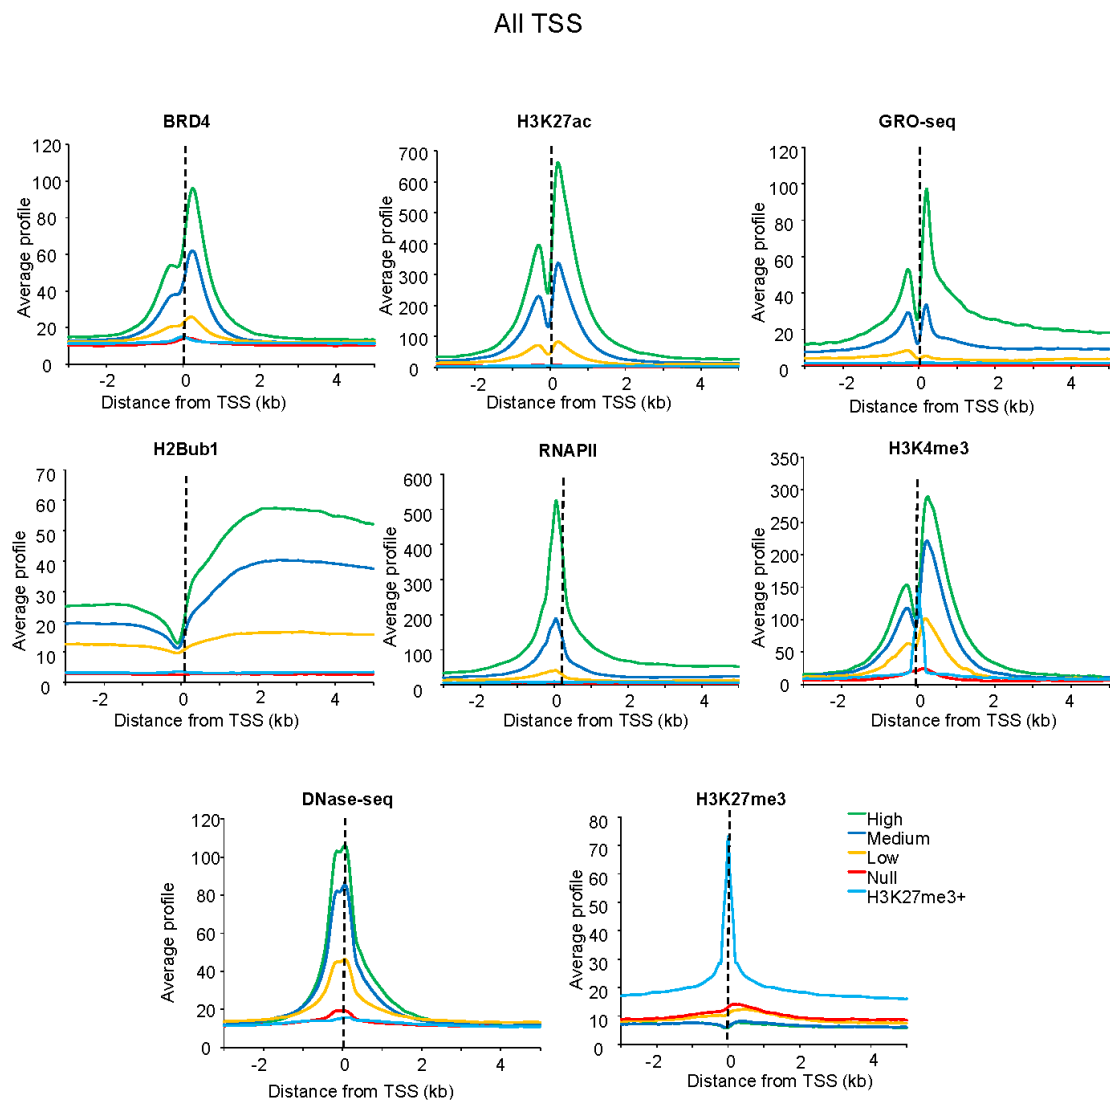 All TSS
BRD4
Average profile
120
100
80
60
40
20
0
-2 0 2 4
Distance from TSS (kb)
H3K27ac
Average profile
700
600
500
400
300
200
100
0
-2 0 2 4
Distance from TSS (kb)
GRO-seq
Average profile
120
100
80
60
40
20
0
-2 0 2 4
Distance from TSS (kb)
H2Bub1
Average profile
70
60
50
40
30
20
10
0
-2 0 2 4
Distance from TSS (kb)
RNAPII
Average profile
600
500
400
300
200
100
0
-2 0 2 4
Distance from TSS (kb)
H3K4me3
Average profile
350
300
250
200
150
100
50
0
-2 0 2 4
Distance from TSS (kb)
DNase-seq
Average profile
120
100
80
60
40
20
0
-2 0 2 4
Distance from TSS (kb)
H3K27me3
Average profile
80
70
60
50
40
30
20
10
0
-2 0 2 4
Distance from TSS (kb)
High
Medium
Low
Null
H3K27me3+